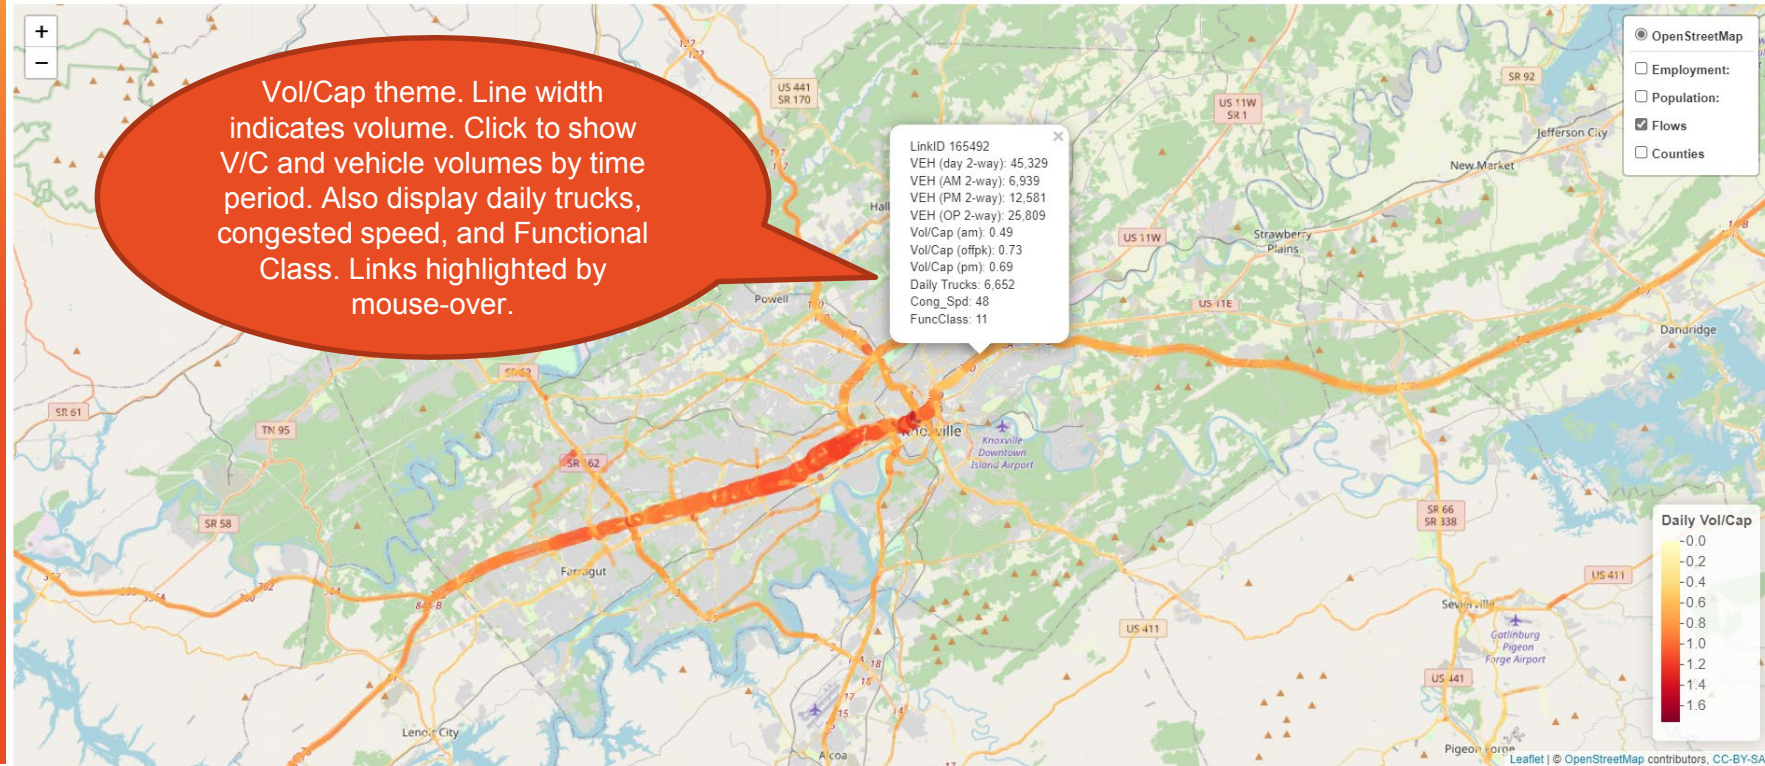 +
−
Vol/Cap theme. Line width
indicates volume. Click to show
V/C and vehicle volumes by time
period. Also display daily trucks,
congested speed, and Functional
Class. Links highlighted by
mouse-over.
LinkID 165492
VEH (day 2-way): 45,329
VEH (AM 2-way): 6,939
VEH (PM 2-way): 12,581
VEH (OP 2-way): 25,809
Vol/Cap (am): 0.49
Vol/Cap (offpk): 0.73
Vol/Cap (pm): 0.69
Daily Trucks: 6,652
Cong_Spd: 48
FuncClass: 11
×
OpenStreetMap
Employment:
Population:
Flows
Counties
122
US 441
SR 170
US 11W
SR 1
SR 92
Jefferson City
New Market
Strawberry
Plains
US 11W
US 11E
Dandridge
Powell
SR 62
SR 61
TN 95
SR 162
SR 58
Knoxville
Knoxville
Downtown
Island Airport
Farragut
SR 66
SR 338
US 411
Sevierville
Gatlinburg
Pigeon
Forge Airport
US 411
US 441
Lenoir City
Alcoa
18
17
15
14
Pigeon Forge
Daily Vol/Cap
0.0
0.2
0.4
0.6
0.8
1.0
1.2
1.4
1.6
Leaflet | © OpenStreetMap contributors, CC-BY-SA